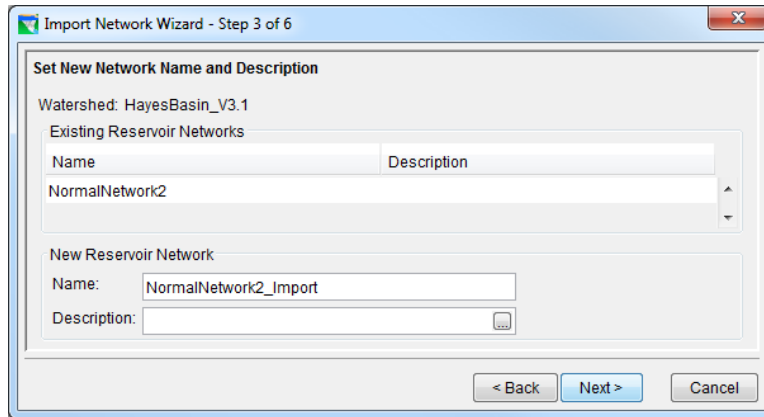 Import Network Wizard - Step 3 of 6
Set New Network Name and Description
Watershed: HayesBasin_V3.1
Existing Reservoir Networks
Name Description
NormalNetwork2
New Reservoir Network
Name: NormalNetwork2_Import
Description: ...
< Back Next > Cancel